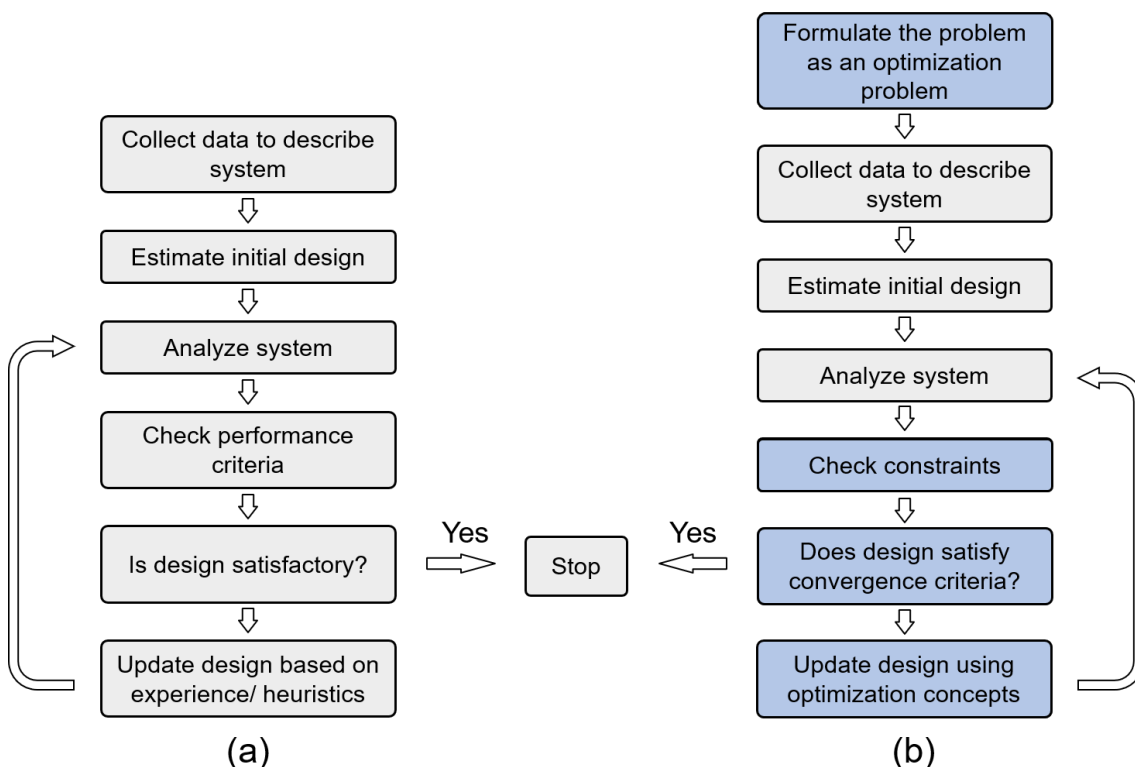 Collect data to describe
system
Estimate initial design
Analyze system
Check performance
criteria
Is design satisfactory?
Update design based on
experience/ heuristics
(a)
Yes
Stop
Yes
Formulate the problem
as an optimization
problem
Collect data to describe
system
Estimate initial design
Analyze system
Check constraints
Does design satisfy
convergence criteria?
Update design using
optimization concepts
(b)